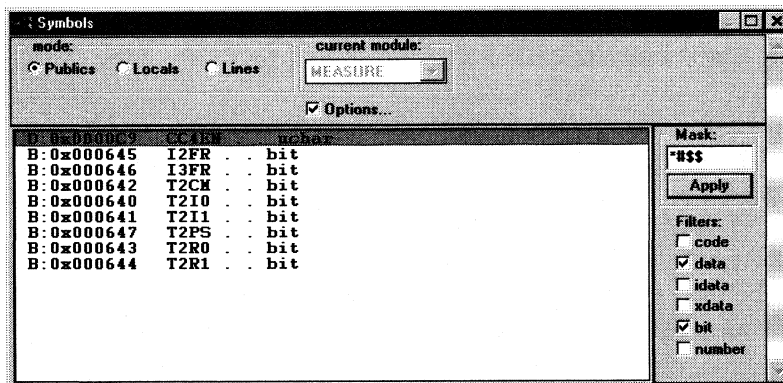 Symbols
mode:
Publics Locals Lines
current module:
MEASURE
Options...
CC4EN . . uchar
B:0x000645 I2FR . . bit
B:0x000646 I3FR . . bit
B:0x000642 T2CM . . bit
B:0x000640 T2I0 . . bit
B:0x000641 T2I1 . . bit
B:0x000647 T2PS . . bit
B:0x000643 T2R0 . . bit
B:0x000644 T2R1 . . bit
Mask:
*#$$
Apply
Filters:
code
data
idata
xdata
bit
number